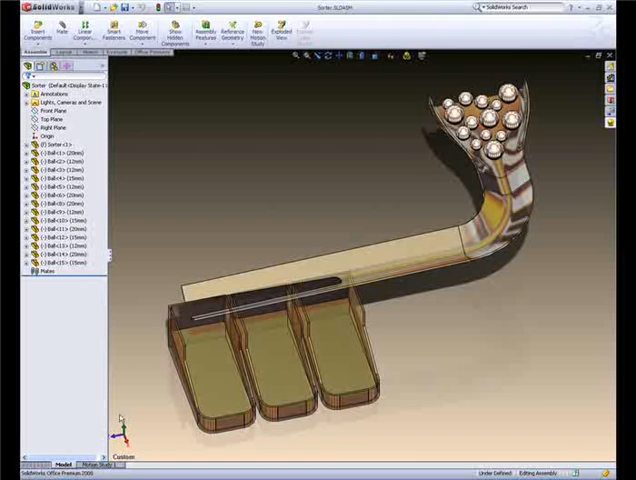 SolidWorks
Sorter.SLDASM
SolidWorks Search
Insert Components
Mate
Linear Component...
Smart Fasteners
Move Component
Show Hidden Components
Assembly Features
Reference Geometry
New Motion Study
Exploded View
Assemble
Layout
Sketch
Evaluate
Office Products
Sorter (Default<Display State-1
Annotations
Lights, Cameras and Scene
Front Plane
Top Plane
Right Plane
Origin
(f) Sorter<1>
(-) Ball<1> (20mm)
(-) Ball<2> (12mm)
(-) Ball<3> (12mm)
(-) Ball<4> (15mm)
(-) Ball<5> (12mm)
(-) Ball<6> (20mm)
(-) Ball<8> (20mm)
(-) Ball<9> (12mm)
(-) Ball<10> (15mm)
(-) Ball<11> (20mm)
(-) Ball<12> (15mm)
(-) Ball<13> (12mm)
(-) Ball<14> (20mm)
(-) Ball<15> (15mm)
Mates
Custom
Model
Motion Study 1
SolidWorks Office Premium 2008
Under Defined
Editing Assembly